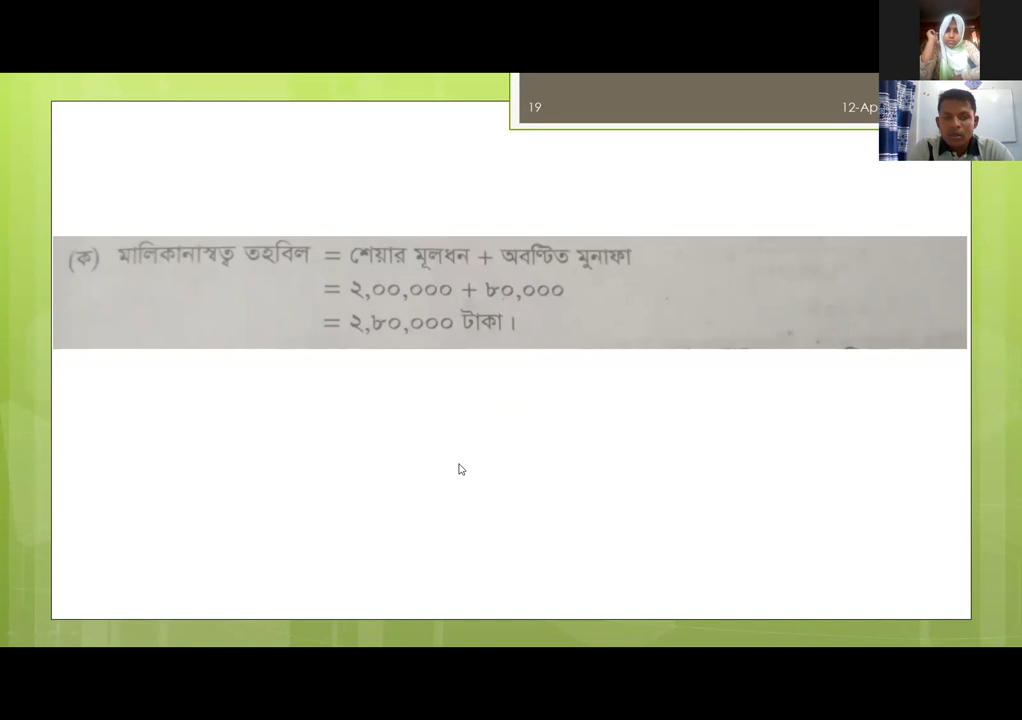 19
12-Ap
(ক) মালিকানাস্বত্ব তহবিল = শেয়ার মূলধন + অবণ্টিত মুনাফা
= ২,০০,০০০ + ৮০,০০০
= ২,৮০,০০০ টাকা।